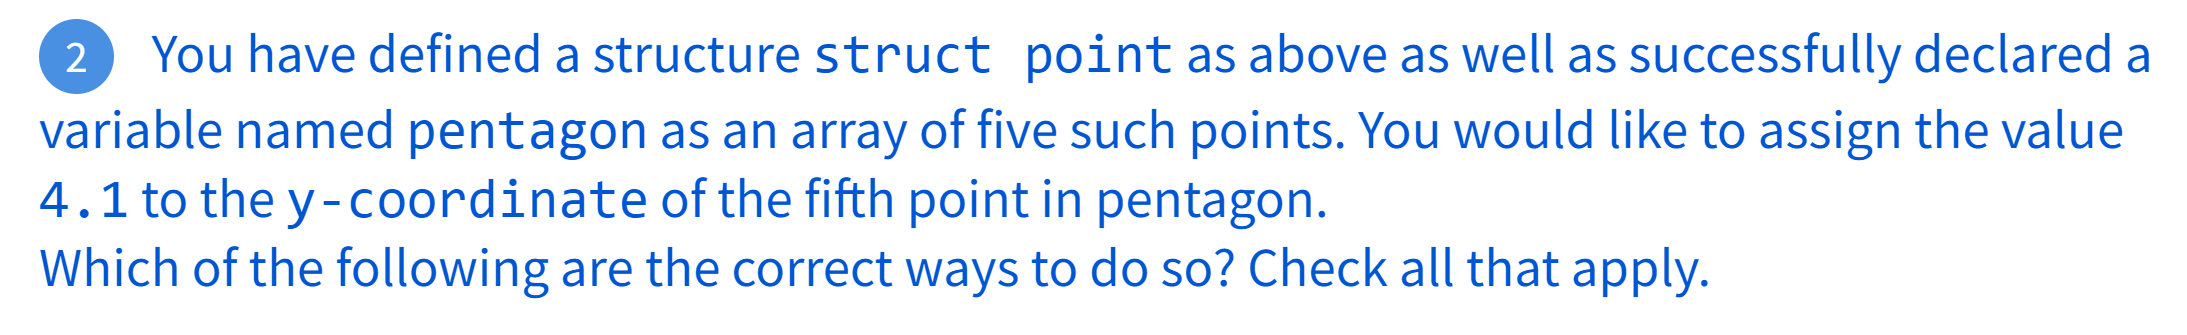 2 You have defined a structure struct point as above as well as successfully declared a
variable named pentagon as an array of five such points. You would like to assign the value
4.1 to the y-coordinate of the fifth point in pentagon.
Which of the following are the correct ways to do so? Check all that apply.